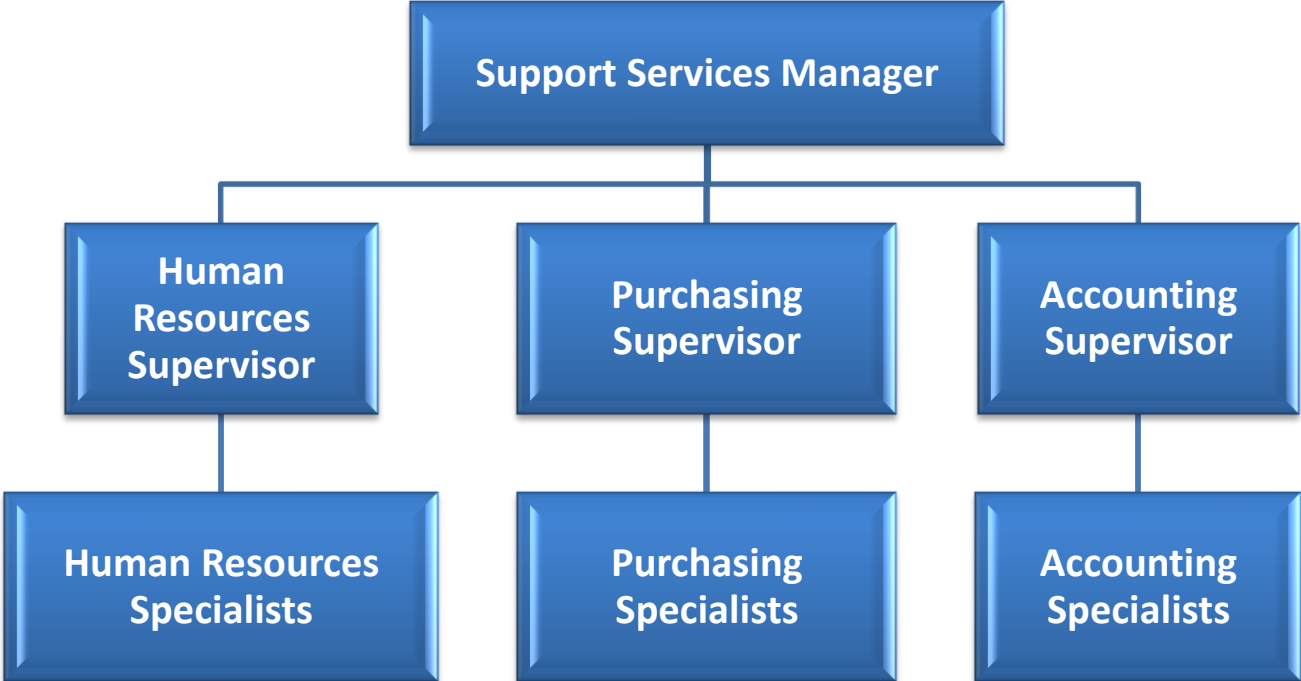 Support Services Manager
Human
Resources
Supervisor
Purchasing
Supervisor
Accounting
Supervisor
Human Resources
Specialists
Purchasing
Specialists
Accounting
Specialists